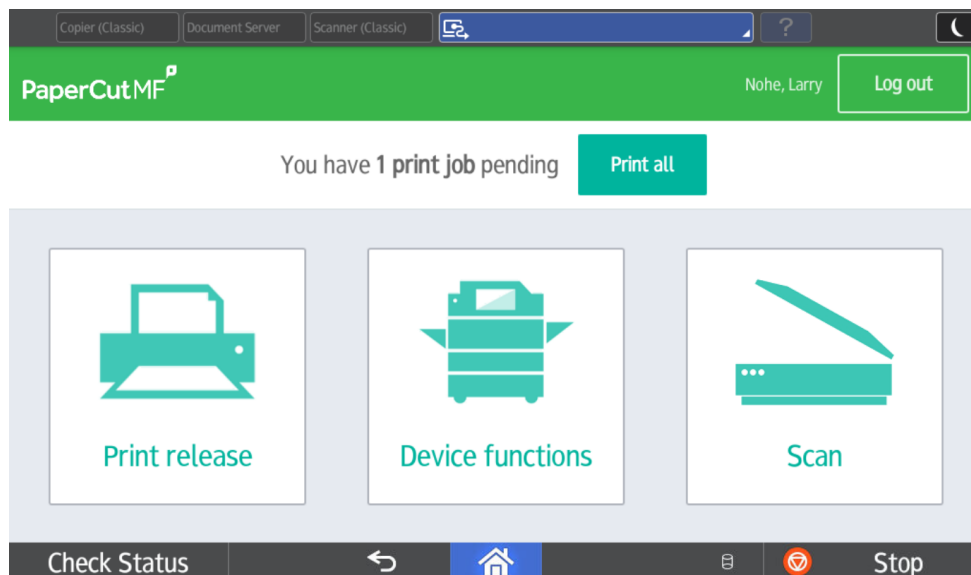 Copier (Classic) Document Server Scanner (Classic) ?
PaperCutMF
Nohe, Larry Log out
You have 1 print job pending Print all
Print release Device functions Scan
Check Status Stop